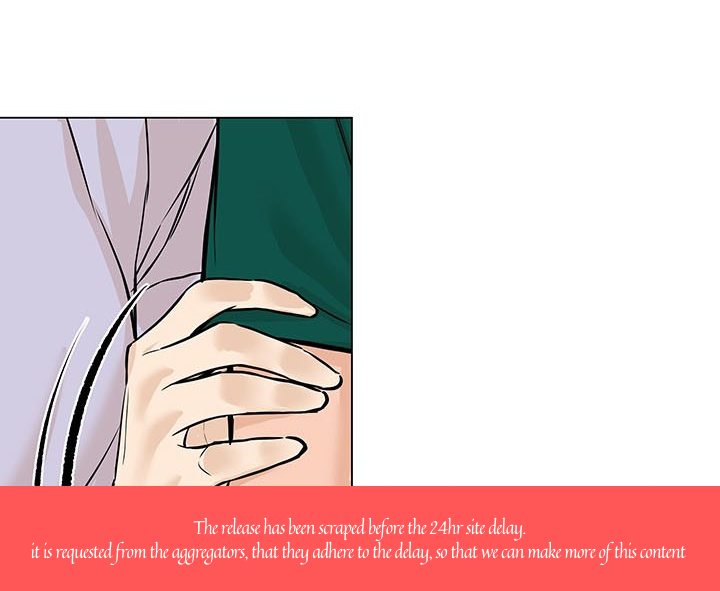 The release has been scraped before the 24hr site delay.
it is requested from the aggregators, that they adhere to the delay, so that we can make more of this content